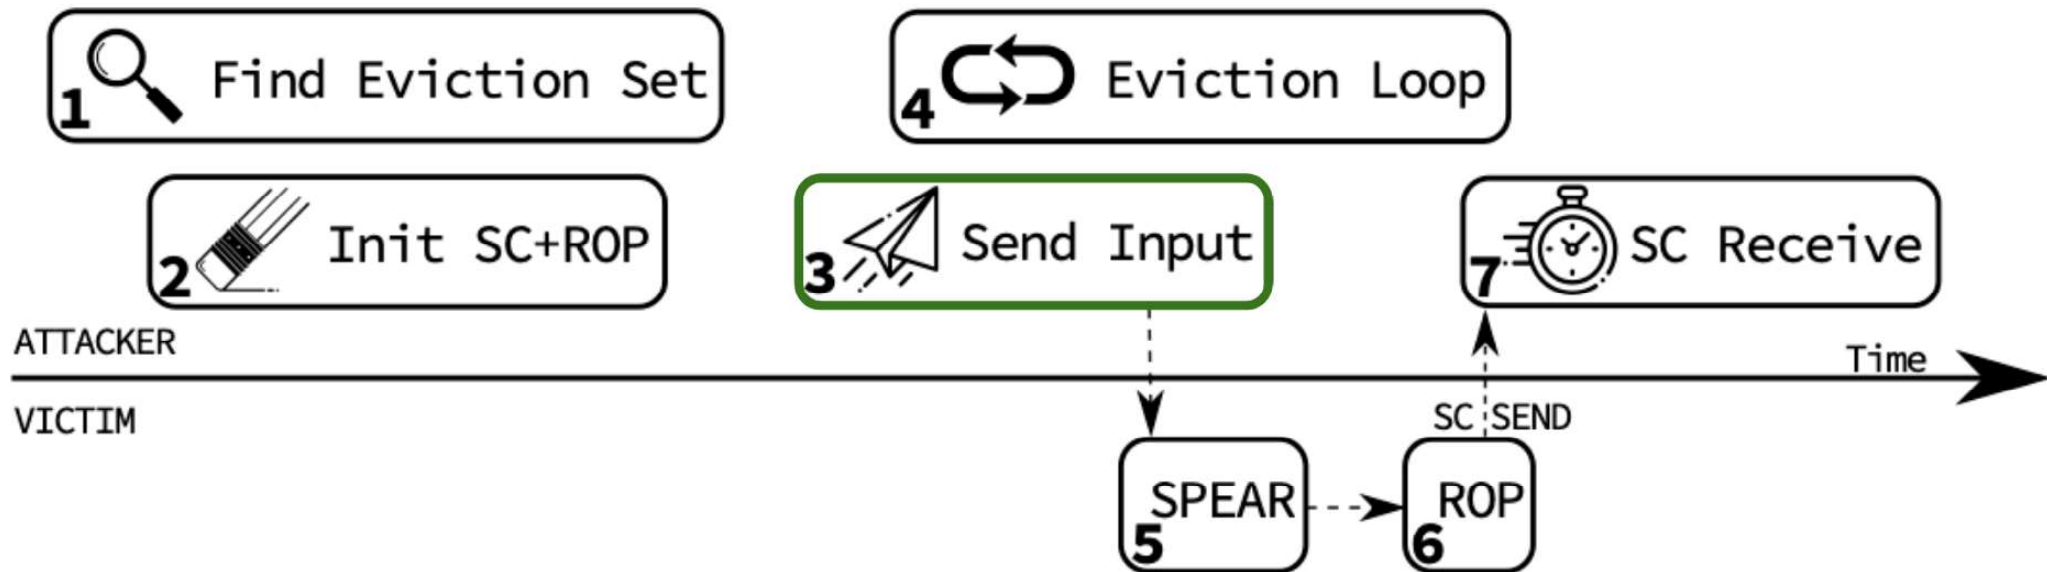 1 Find Eviction Set
4 Eviction Loop
2 Init SC+ROP
3 Send Input
7 SC Receive
ATTACKER
Time
VICTIM
SC SEND
5 SPEAR
6 ROP